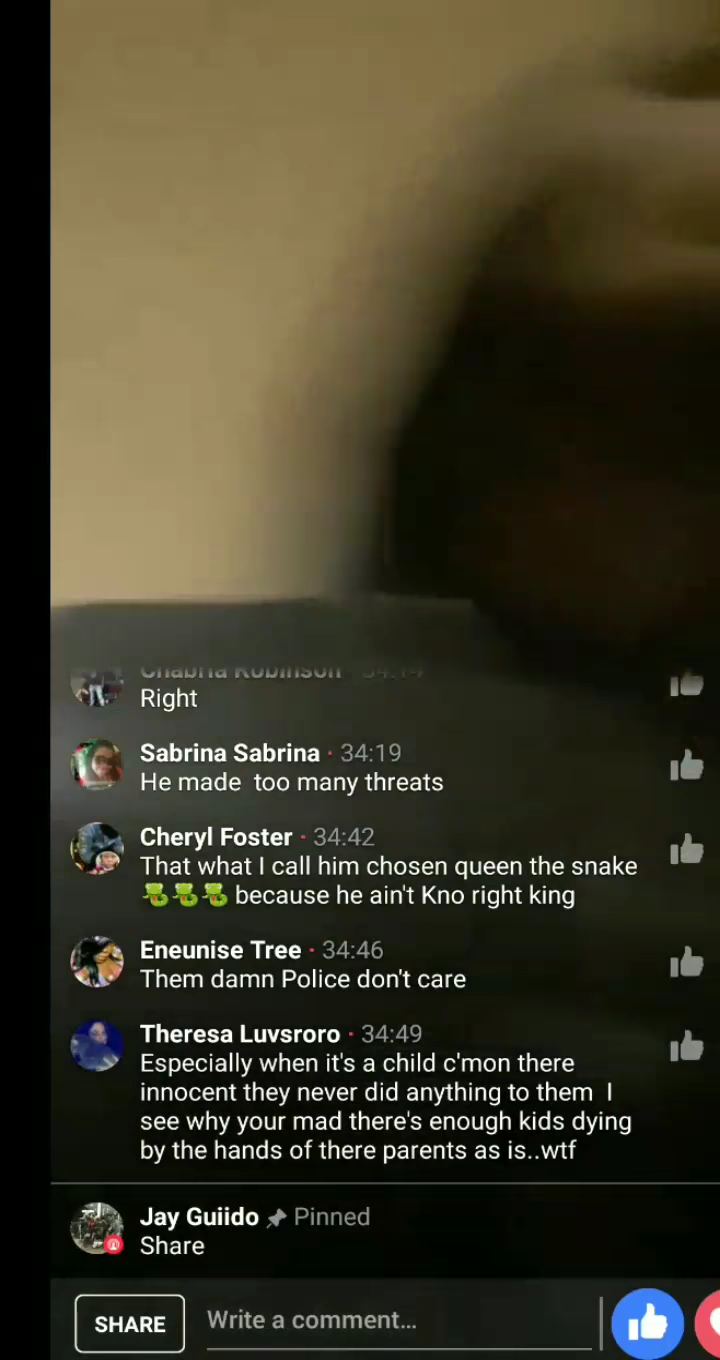 Chabria Robinson 34:14
Right
Sabrina Sabrina · 34:19
He made too many threats
Cheryl Foster · 34:42
That what I call him chosen queen the snake
🐍🐍🐍 because he ain't Kno right king
Eneunise Tree · 34:46
Them damn Police don't care
Theresa Luvsroro · 34:49
Especially when it's a child c'mon there
innocent they never did anything to them I
see why your mad there's enough kids dying
by the hands of there parents as is..wtf
Jay Guiido Pinned
Share
SHARE
Write a comment...